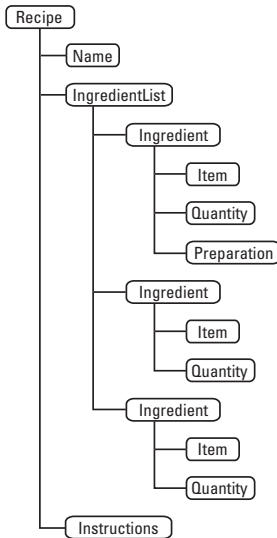 Recipe
Name
IngredientList
Ingredient
Item
Quantity
Preparation
Ingredient
Item
Quantity
Ingredient
Item
Quantity
Instructions